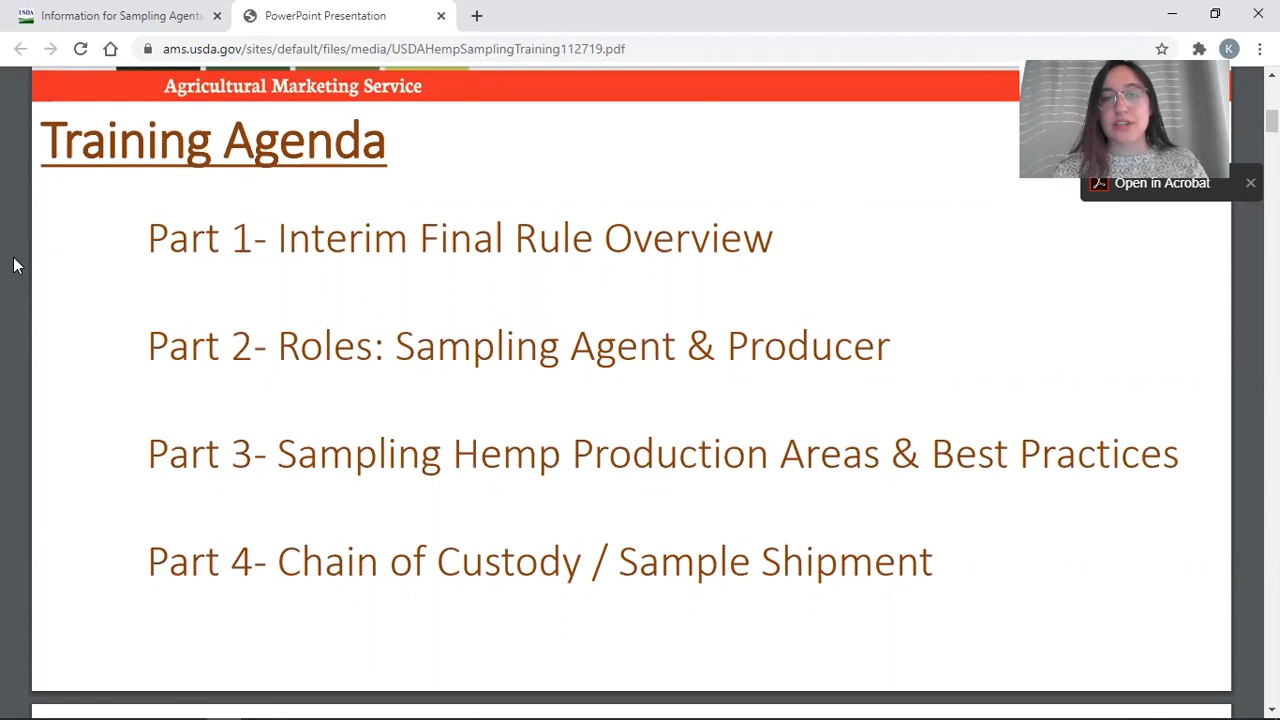 USDA
Information for Sampling Agents
PowerPoint Presentation
ams.usda.gov/sites/default/files/media/USDAHempSamplingTraining112719.pdf
K
Agricultural Marketing Service
Training Agenda
Open in Acrobat
Part 1- Interim Final Rule Overview
Part 2- Roles: Sampling Agent & Producer
Part 3- Sampling Hemp Production Areas & Best Practices
Part 4- Chain of Custody / Sample Shipment